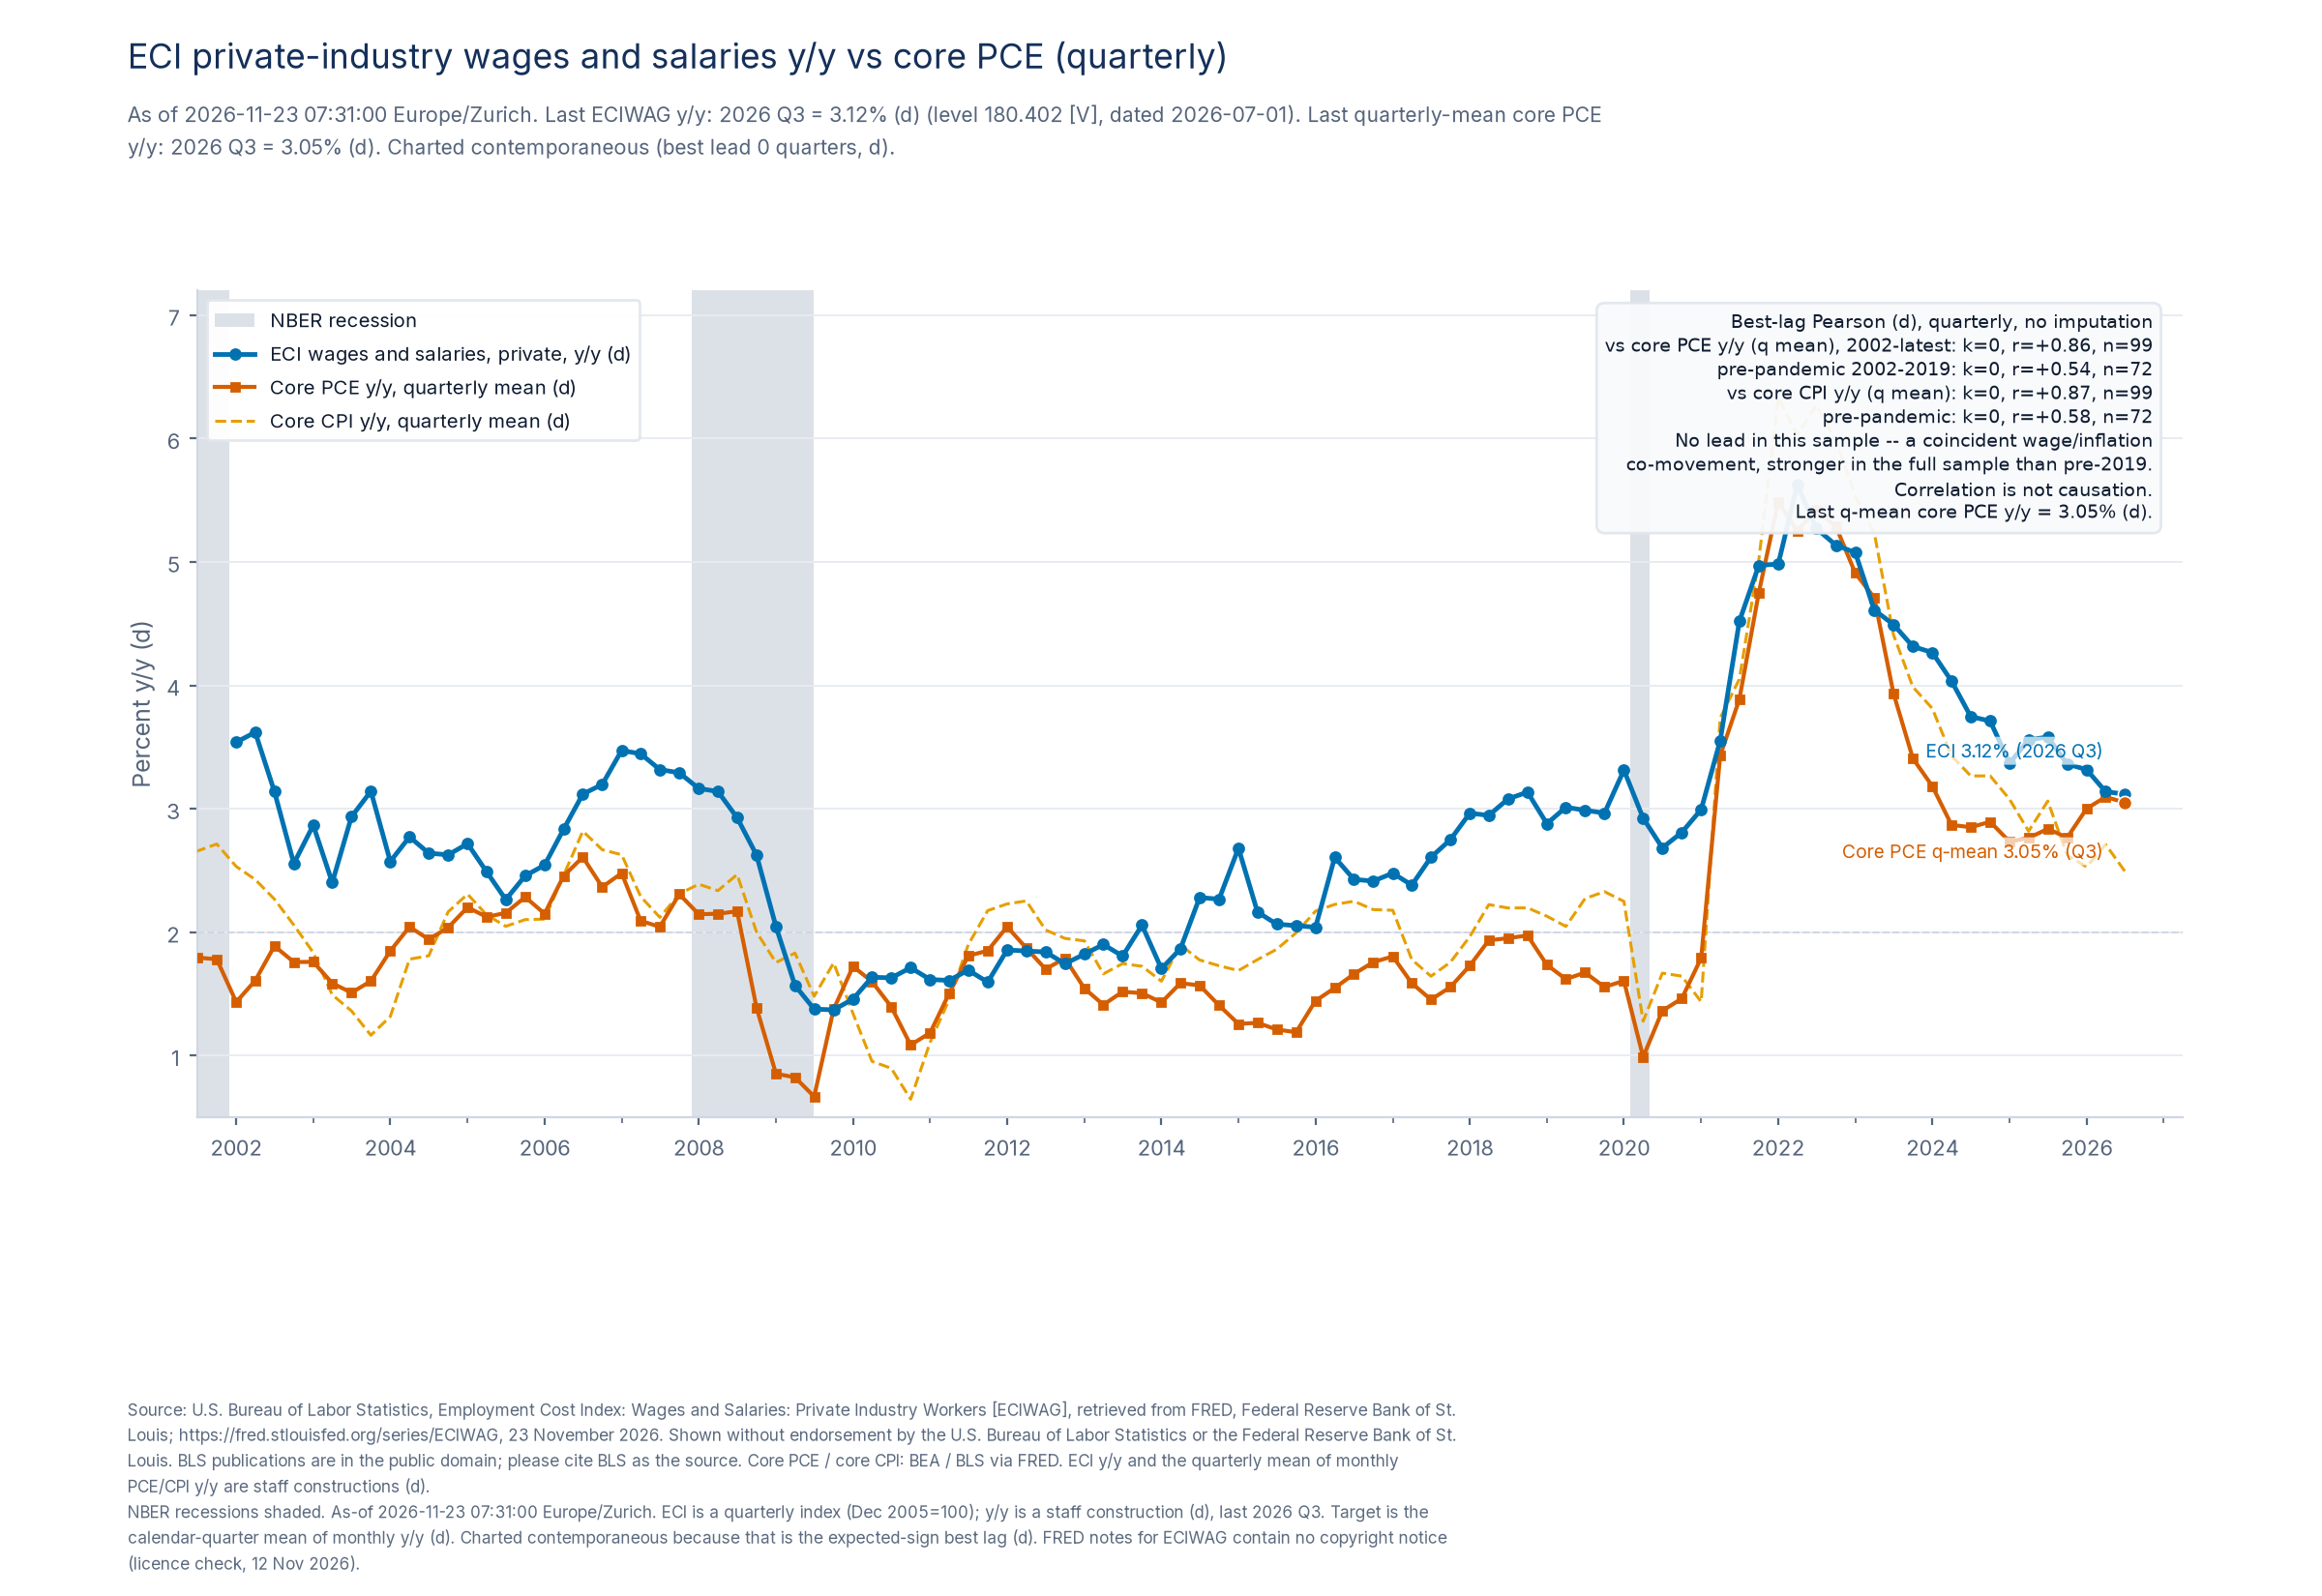 ECI private-industry wages and salaries y/y vs core PCE (quarterly)
As of 2026-11-23 07:31:00 Europe/Zurich. Last ECIWAG y/y: 2026 Q3 = 3.12% (d) (level 180.402 [V], dated 2026-07-01). Last quarterly-mean core PCE
y/y: 2026 Q3 = 3.05% (d). Charted contemporaneous (best lead 0 quarters, d).
NBER recession
ECI wages and salaries, private, y/y (d)
Core PCE y/y, quarterly mean (d)
Core CPI y/y, quarterly mean (d)
Best-lag Pearson (d), quarterly, no imputation
vs core PCE y/y (q mean), 2002-latest: k=0, r=+0.86, n=99
pre-pandemic 2002-2019: k=0, r=+0.54, n=72
vs core CPI y/y (q mean): k=0, r=+0.87, n=99
pre-pandemic: k=0, r=+0.58, n=72
No lead in this sample -- a coincident wage/inflation
co-movement, stronger in the full sample than pre-2019.
Correlation is not causation.
Last q-mean core PCE y/y = 3.05% (d).
Percent y/y (d)
7
6
5
4
3
2
1
ECI 3.12% (2026 Q3)
Core PCE q-mean 3.05% (Q3)
2002
2004
2006
2008
2010
2012
2014
2016
2018
2020
2022
2024
2026
Source: U.S. Bureau of Labor Statistics, Employment Cost Index: Wages and Salaries: Private Industry Workers [ECIWAG], retrieved from FRED, Federal Reserve Bank of St.
Louis; https://fred.stlouisfed.org/series/ECIWAG, 23 November 2026. Shown without endorsement by the U.S. Bureau of Labor Statistics or the Federal Reserve Bank of St.
Louis. BLS publications are in the public domain; please cite BLS as the source. Core PCE / core CPI: BEA / BLS via FRED. ECI y/y and the quarterly mean of monthly
PCE/CPI y/y are staff constructions (d).
NBER recessions shaded. As-of 2026-11-23 07:31:00 Europe/Zurich. ECI is a quarterly index (Dec 2005=100); y/y is a staff construction (d), last 2026 Q3. Target is the
calendar-quarter mean of monthly y/y (d). Charted contemporaneous because that is the expected-sign best lag (d). FRED notes for ECIWAG contain no copyright notice
(licence check, 12 Nov 2026).